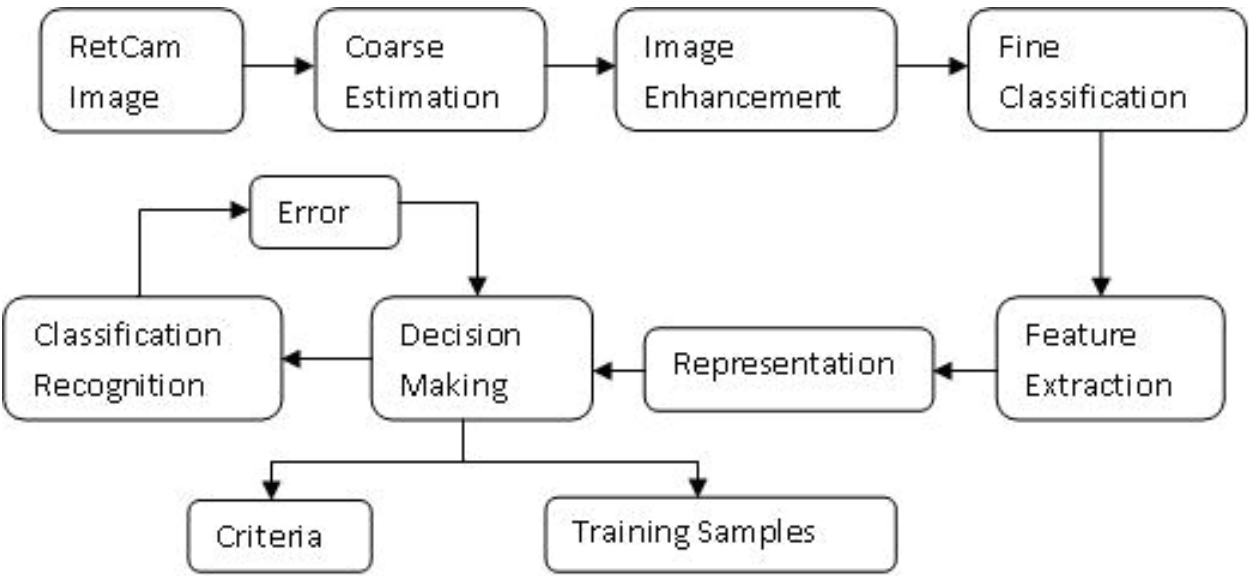 RetCam
Image
Coarse
Estimation
Image
Enhancement
Fine
Classification
Error
Classification
Recognition
Decision
Making
Representation
Feature
Extraction
Criteria
Training Samples